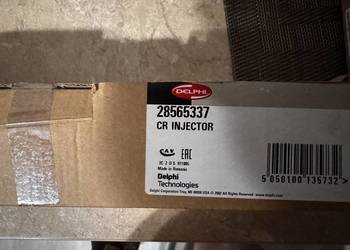 DELPHI
28565337
CR INJECTOR
C.A.V. EAC
Made in Romania
Delphi
Technologies
5 050100 135732 >